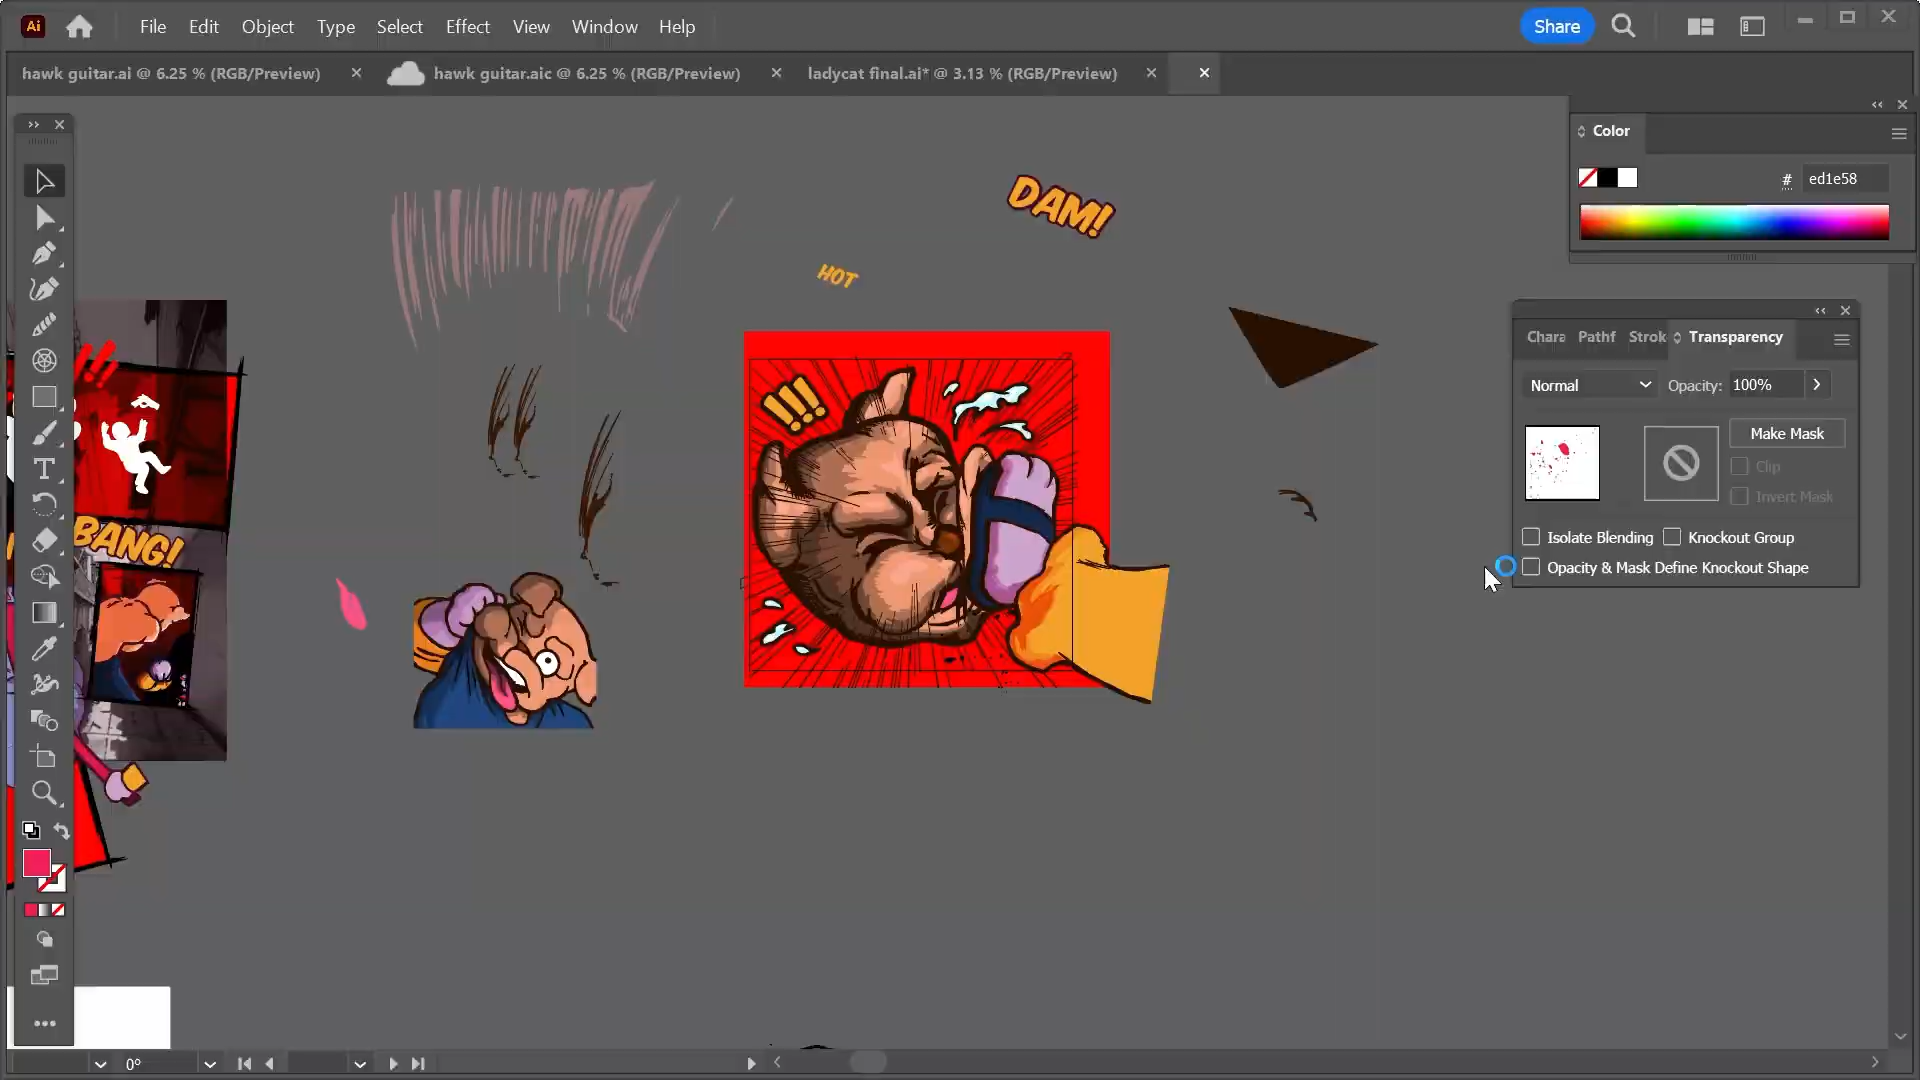 Ai File Edit Object Type Select Effect View Window Help Share
hawk guitar.ai @ 6.25 % (RGB/Preview) hawk guitar.aic @ 6.25 % (RGB/Preview) ladycat final.ai* @ 3.13 % (RGB/Preview)
Color
# ed1e58
DAM!
HOT
!!!
!!
BANG!
Chara Pathf Strok Transparency
Normal Opacity: 100%
Make Mask
Clip
Invert Mask
Isolate Blending Knockout Group
Opacity & Mask Define Knockout Shape
0°